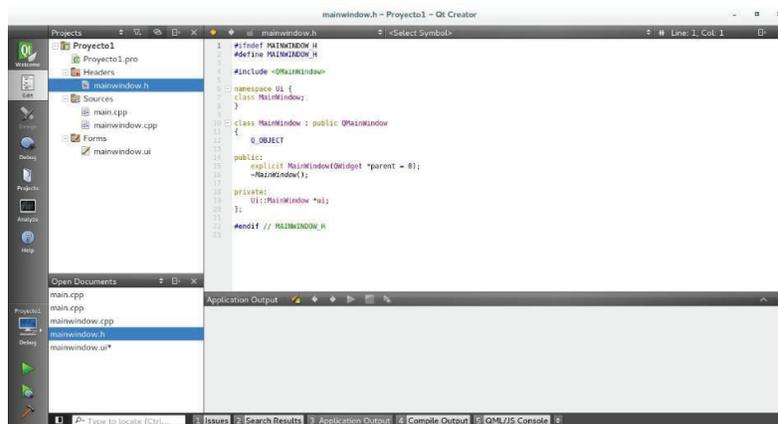 mainwindow.h - Proyecto1 - Qt Creator
Projects
mainwindow.h
<Select Symbol>
# Line: 1, Col: 1
Welcome
Edit
Design
Debug
Projects
Analyze
Help
Proyecto1
Debug
Proyecto1
Proyecto1.pro
Headers
mainwindow.h
Sources
main.cpp
mainwindow.cpp
Forms
mainwindow.ui
1 #ifndef MAINWINDOW_H
2 #define MAINWINDOW_H
3
4 #include <QMainWindow>
5
6 namespace Ui {
7 class MainWindow;
8 }
9
10 class MainWindow : public QMainWindow
11 {
12 Q_OBJECT
13
14 public:
15 explicit MainWindow(QWidget *parent = 0);
16 ~MainWindow();
17
18 private:
19 Ui::MainWindow *ui;
20 };
21
22 #endif // MAINWINDOW_H
23
Open Documents
main.cpp
main.cpp
mainwindow.cpp
mainwindow.h
mainwindow.ui*
Application Output
Type to locate (Ctrl...
1 Issues 2 Search Results 3 Application Output 4 Compile Output 5 QML/JS Console